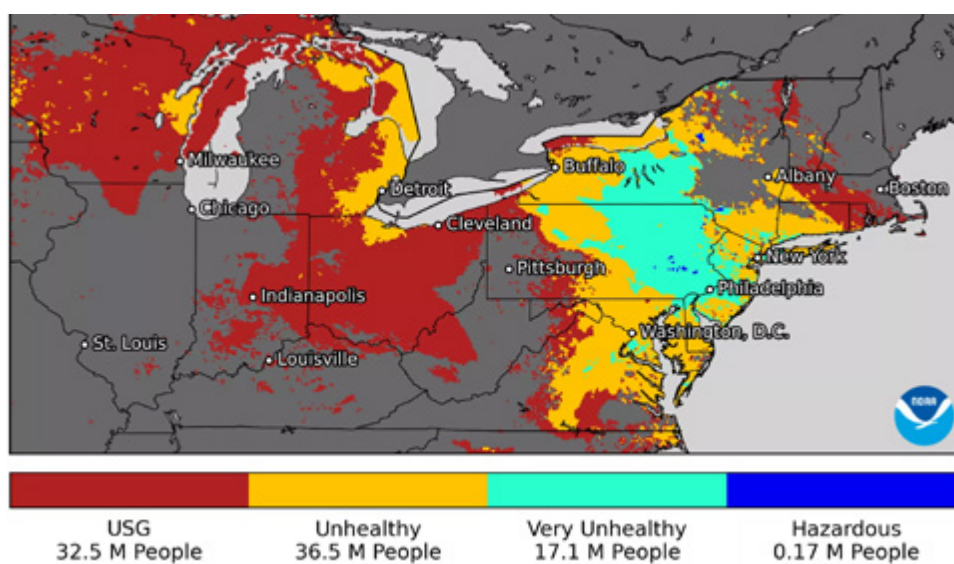 Milwaukee
Chicago
Detroit
Buffalo
Albany
Boston
Cleveland
New York
Pittsburgh
Philadelphia
Indianapolis
Washington, D.C.
St. Louis
Louisville
NOAA
USG
32.5 M People
Unhealthy
36.5 M People
Very Unhealthy
17.1 M People
Hazardous
0.17 M People